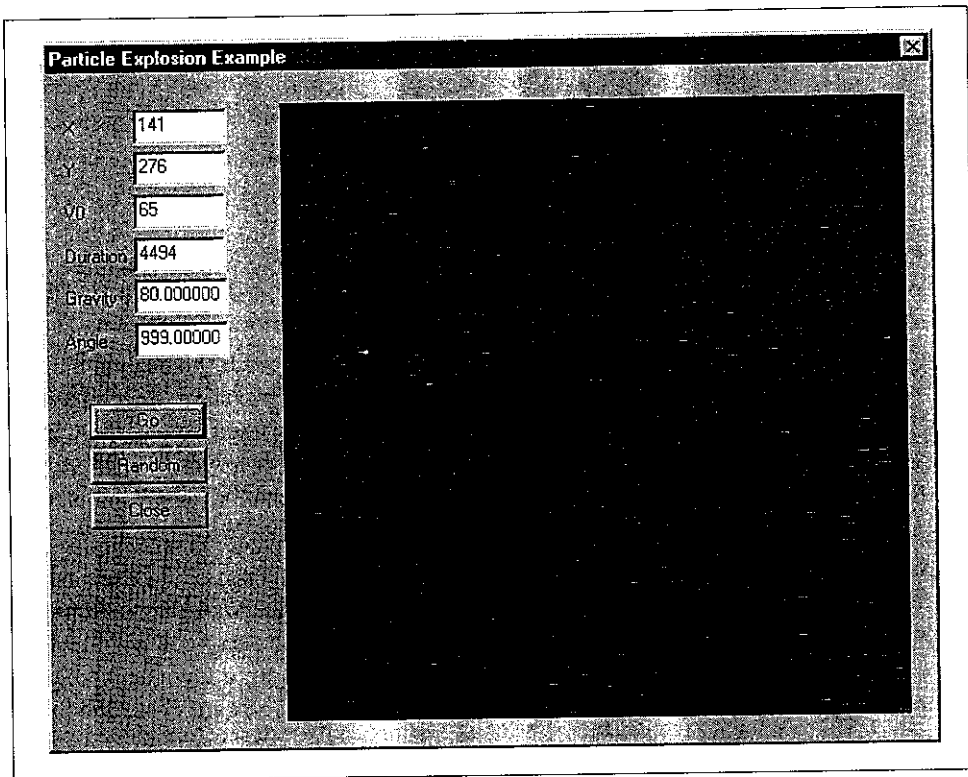 Particle Explosion Example
X 141
Y 276
V0 65
Duration 4494
Gravity 80.000000
Angle 999.00000
Go
Random
Close